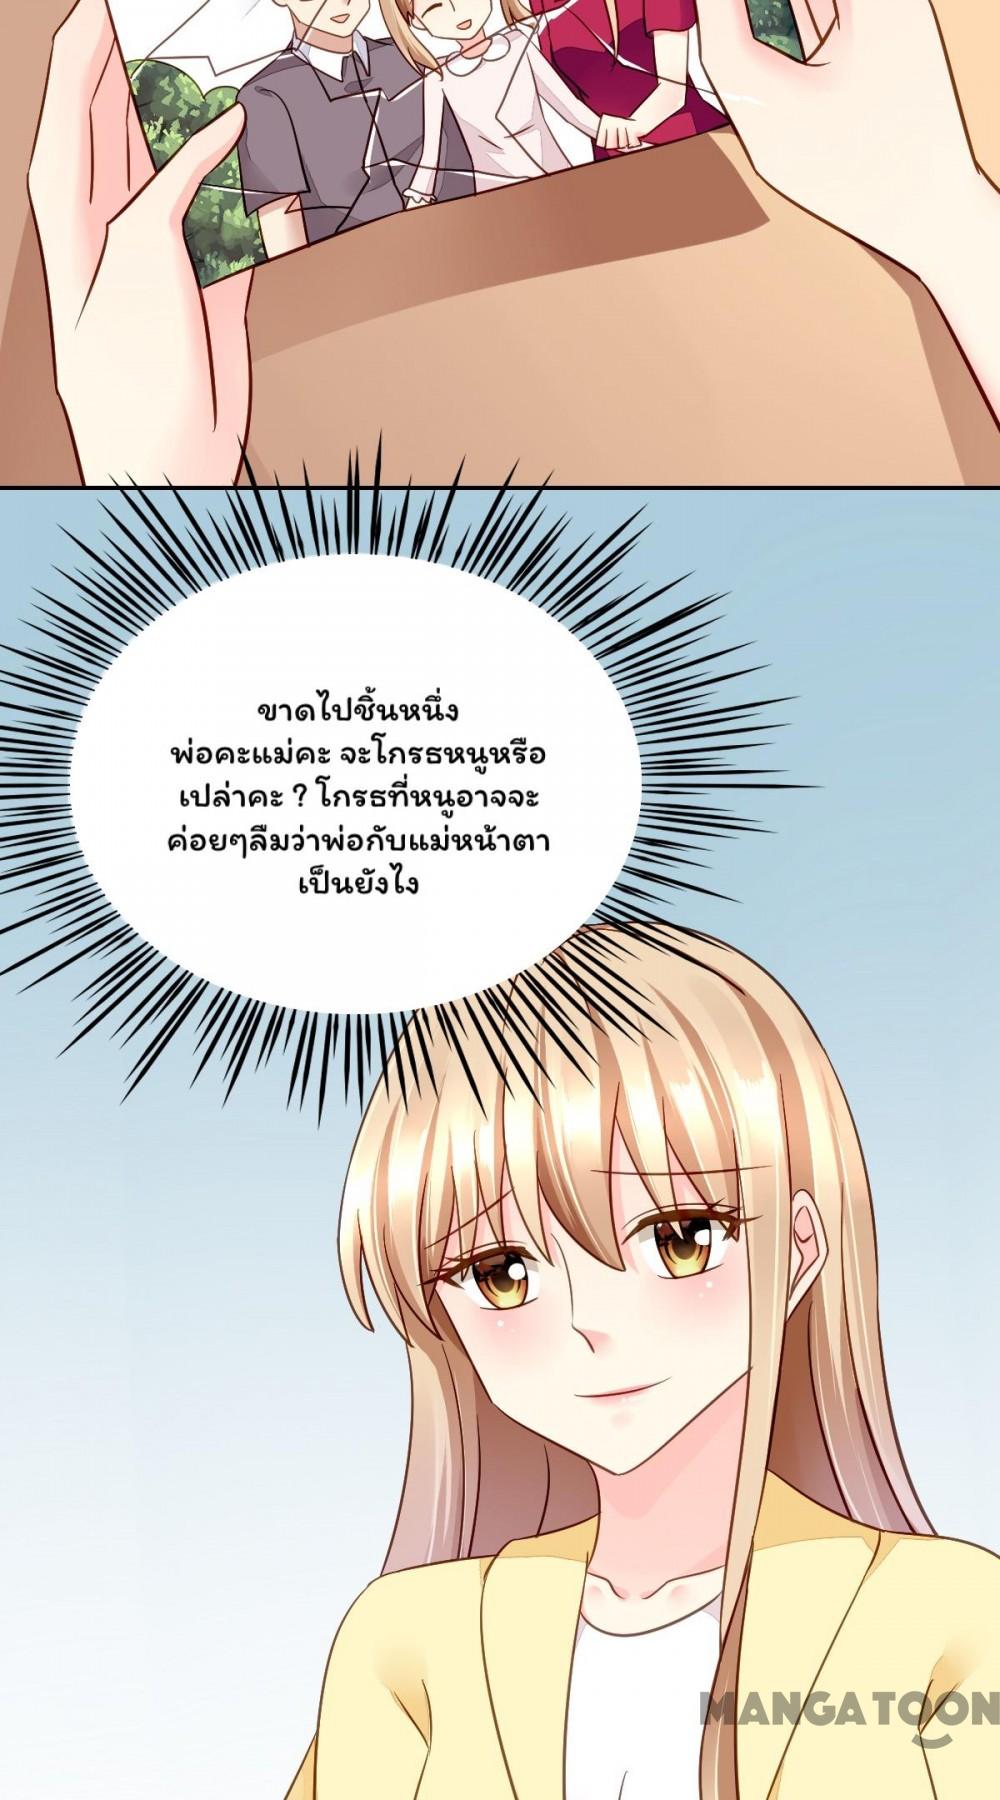 ขาดไปชิ้นหนึ่ง
พ่อคะแม่คะ จะโกรธหนูหรือ
เปล่าคะ ? โกรธที่หนูอาจจะ
ค่อยๆลืมว่าพ่อกับแม่หน้าตา
เป็นยังไง
MANGATOON